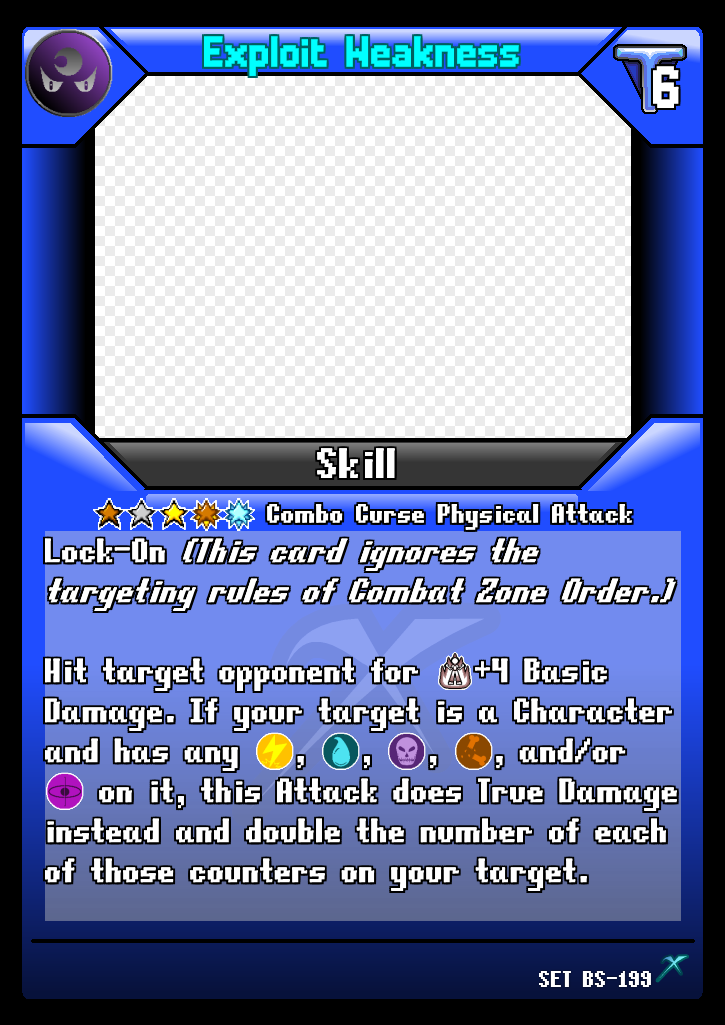 Exploit Weakness
6
Skill
Combo Curse Physical Attack
Lock-On (This card ignores the
targeting rules of Combat Zone Order.)
Hit target opponent for +4 Basic
Damage. If your target is a Character
and has any , , , , and/or
on it, this Attack does True Damage
instead and double the number of each
of those counters on your target.
SET BS-199